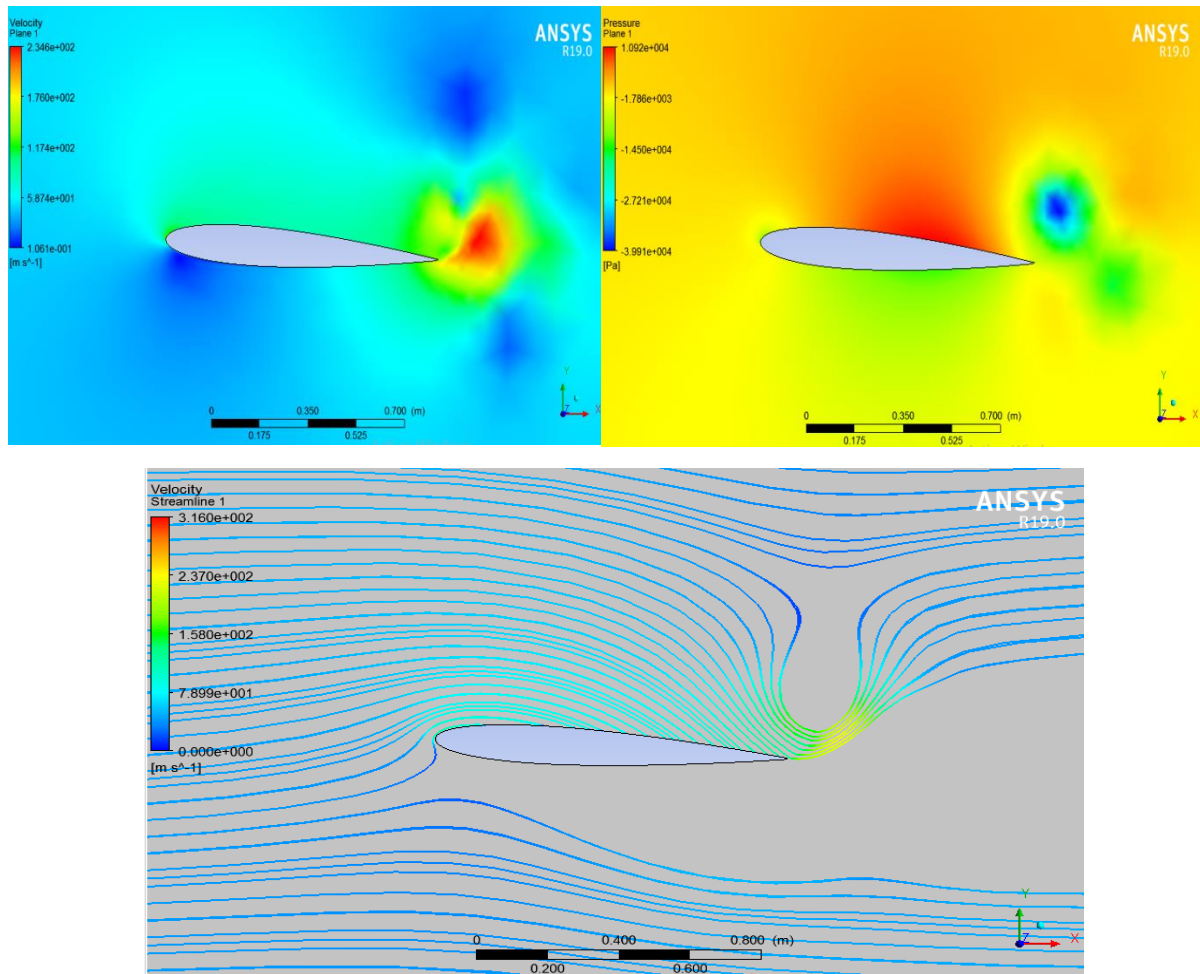 Velocity
Plane 1
2.346e+002
1.760e+002
1.174e+002
5.874e+001
1.061e-001
[m s^-1]
ANSYS
R19.0
0 0.350 0.700 (m)
0.175 0.525
Y
Z X
Pressure
Plane 1
1.092e+004
-1.786e+003
-1.450e+004
-2.721e+004
-3.991e+004
[Pa]
ANSYS
R19.0
0 0.350 0.700 (m)
0.175 0.525
Y
Z X
Velocity
Streamline 1
3.160e+002
2.370e+002
1.580e+002
7.899e+001
0.000e+000
[m s^-1]
ANSYS
R19.0
0 0.400 0.800 (m)
0.200 0.600
Y
Z X